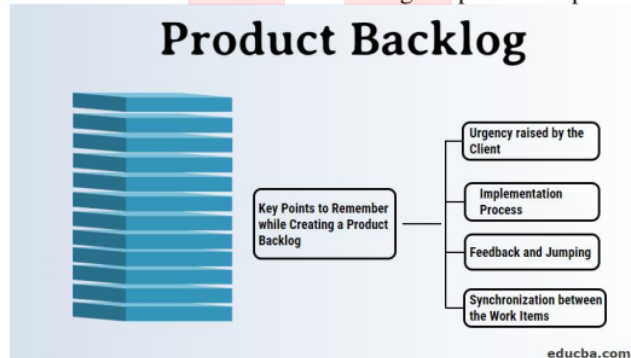 Product Backlog
Key Points to Remember
while Creating a Product
Backlog
Urgency raised by the
Client
Implementation
Process
Feedback and Jumping
Synchronization between
the Work Items
educba.com